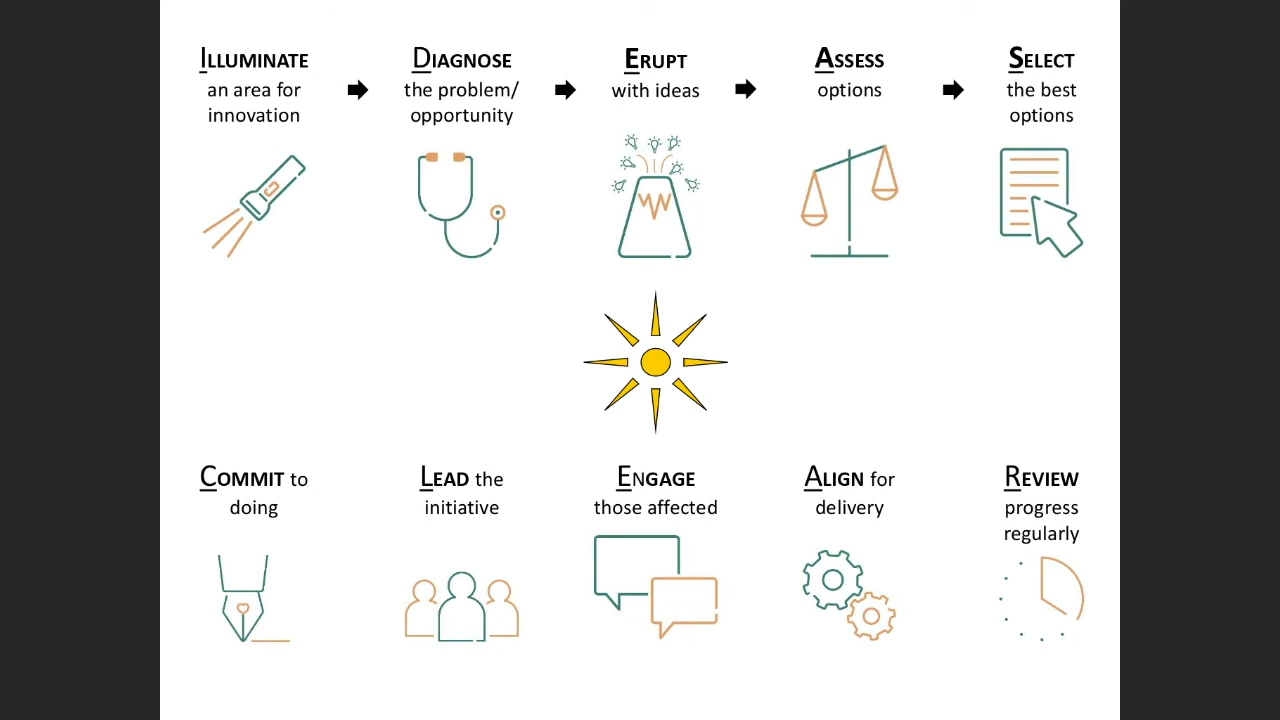 ILLUMINATE
an area for
innovation
DIAGNOSE
the problem/
opportunity
ERUPT
with ideas
ASSESS
options
SELECT
the best
options
COMMIT to
doing
LEAD the
initiative
ENGAGE
those affected
ALIGN for
delivery
REVIEW
progress
regularly